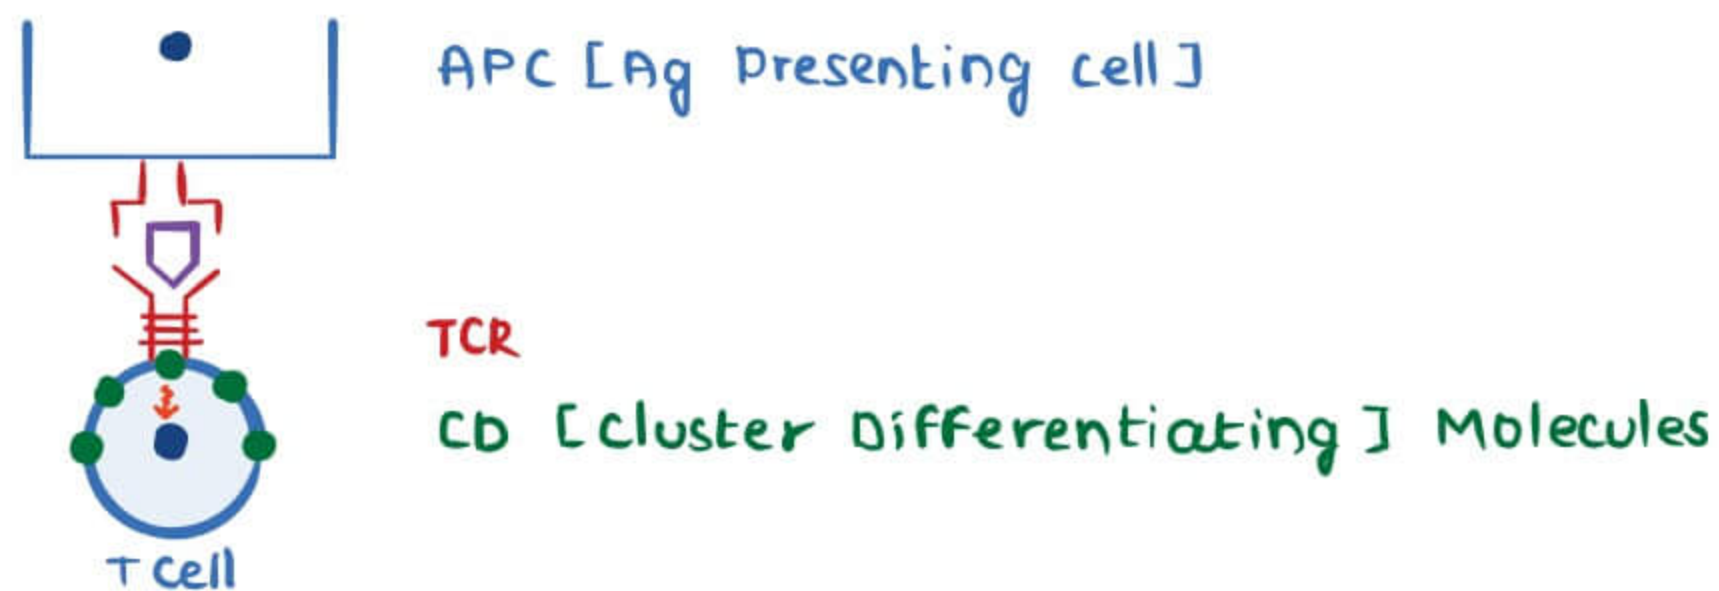 APC [Ag Presenting cell]
TCR
CD [Cluster Differentiating] Molecules
T Cell